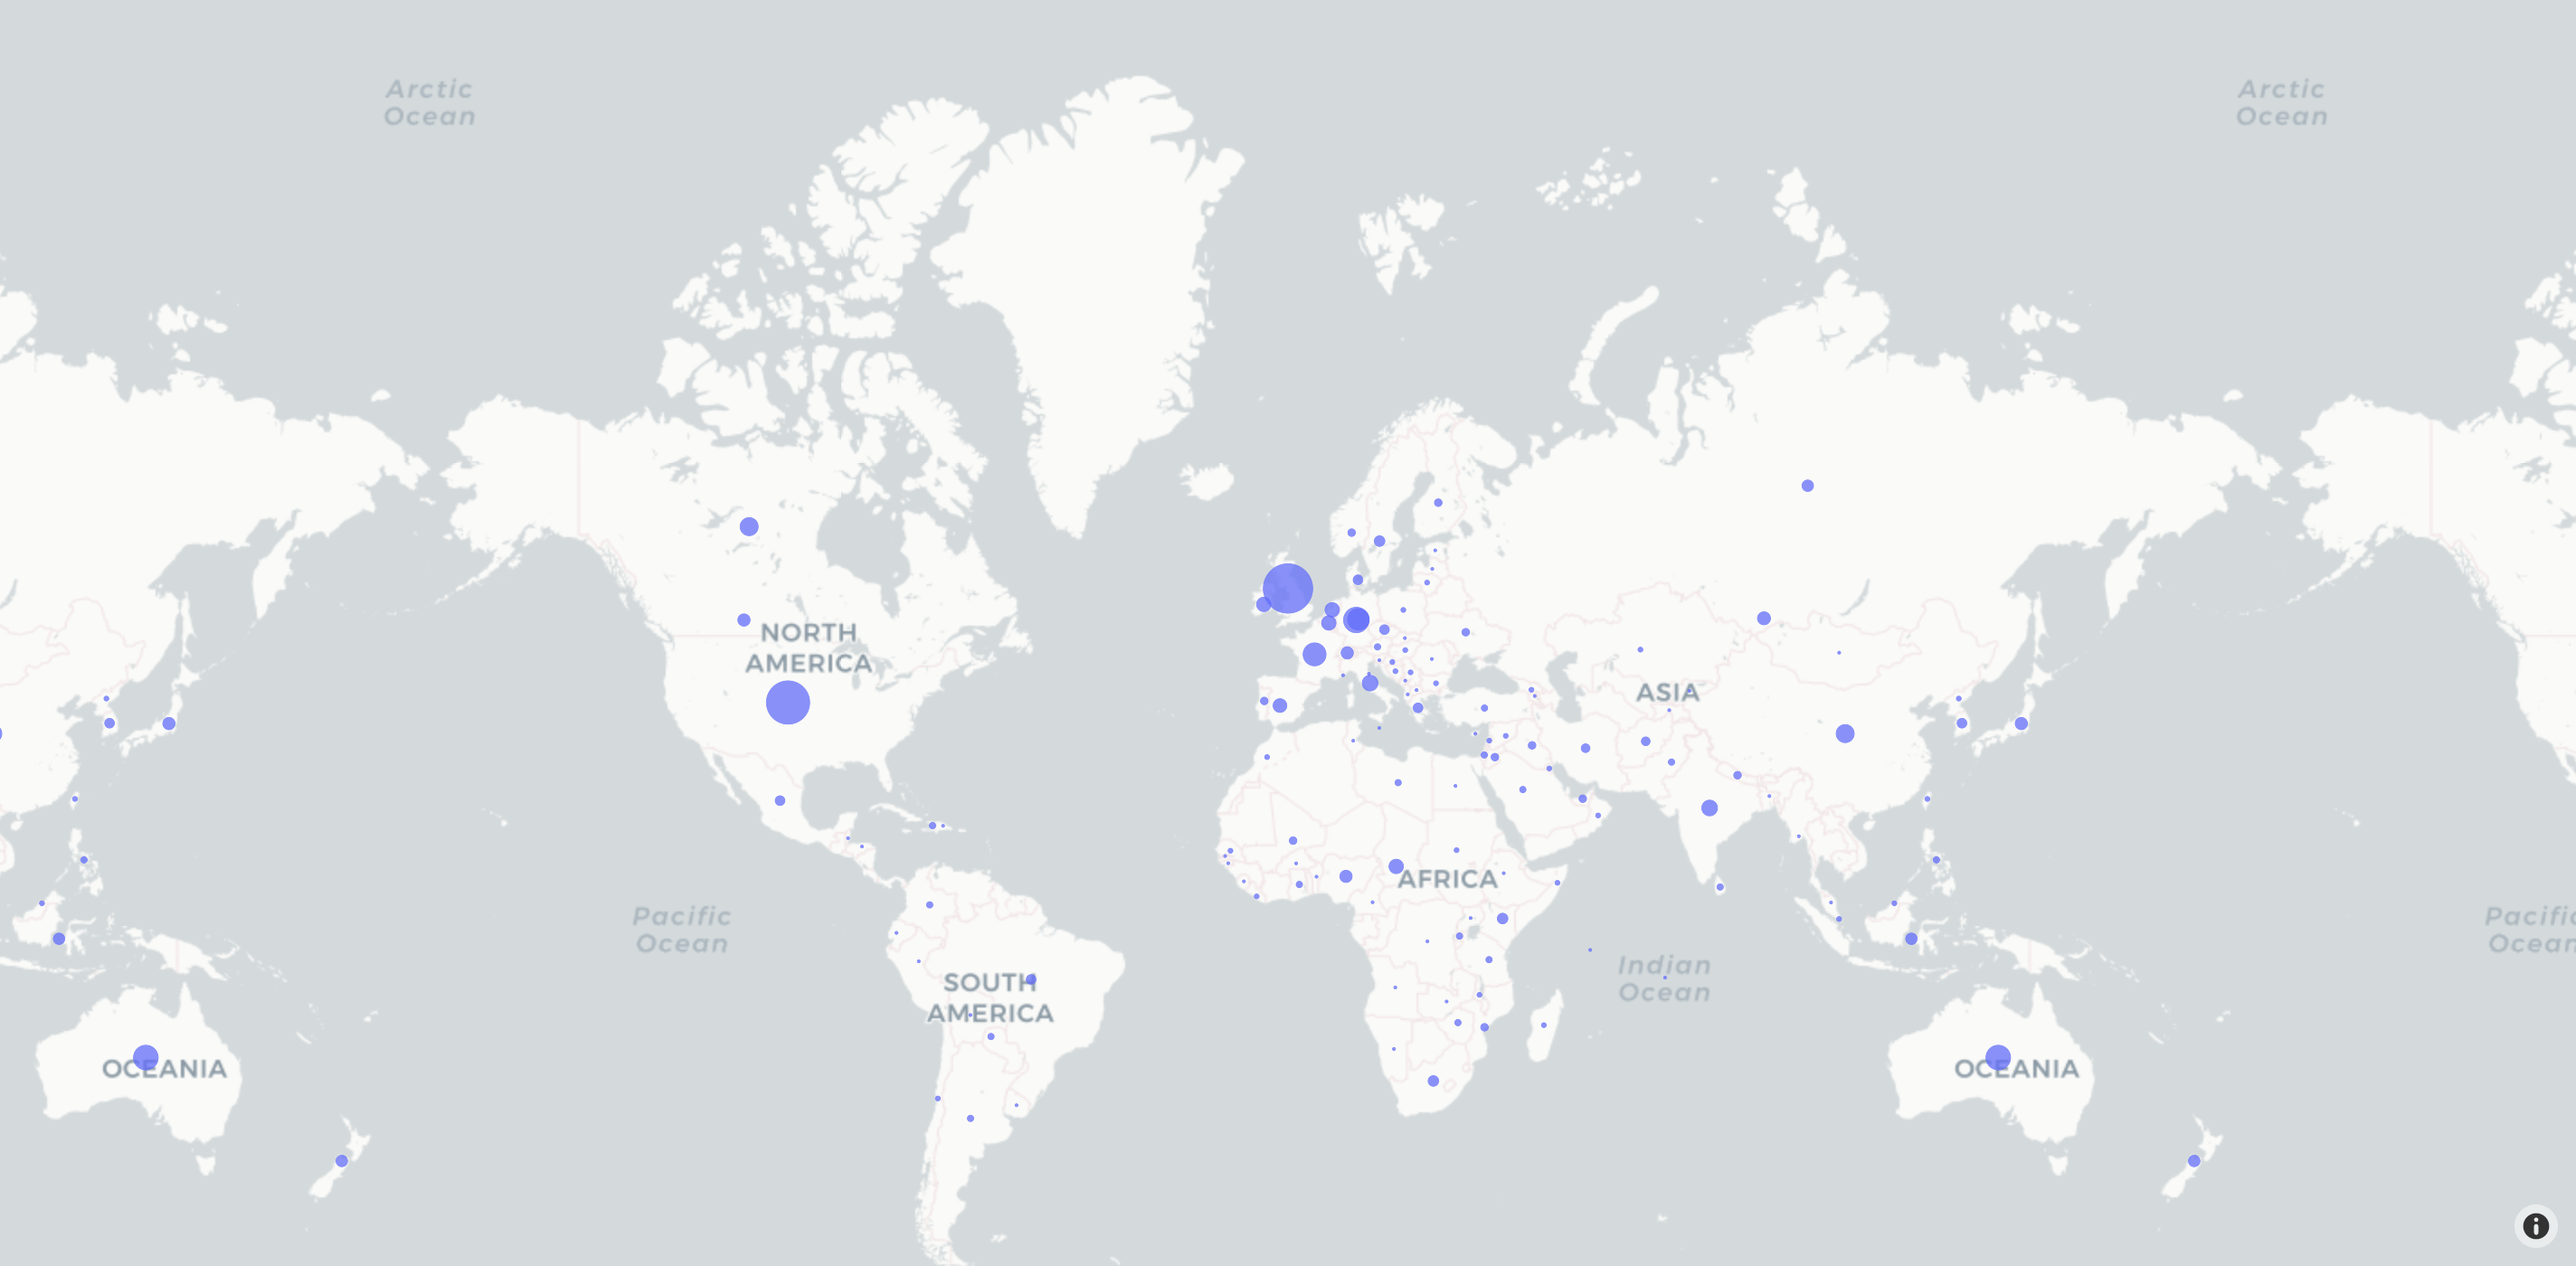 Arctic
Ocean
Arctic
Ocean
NORTH
AMERICA
ASIA
AFRICA
Pacific
Ocean
Pacific
Ocean
Indian
Ocean
SOUTH
AMERICA
OCEANIA
OCEANIA